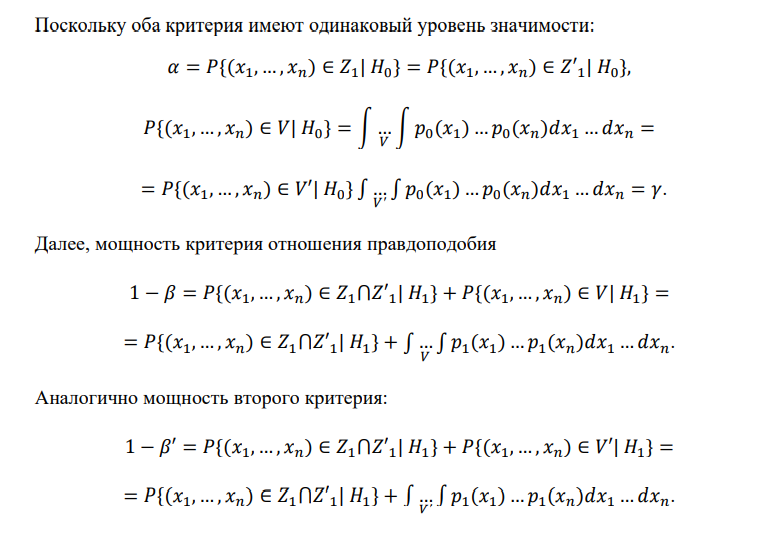 Поскольку оба критерия имеют одинаковый уровень значимости:
𝛼 = 𝑃{(𝑥₁, … , 𝑥ₙ) ∈ 𝑍₁| 𝐻₀} = 𝑃{(𝑥₁, … , 𝑥ₙ) ∈ 𝑍′₁| 𝐻₀},
𝑃{(𝑥₁, … , 𝑥ₙ) ∈ 𝑉| 𝐻₀} = ∫ …_𝑉 ∫ 𝑝₀(𝑥₁) … 𝑝₀(𝑥ₙ)𝑑𝑥₁ … 𝑑𝑥ₙ =
= 𝑃{(𝑥₁, … , 𝑥ₙ) ∈ 𝑉′| 𝐻₀} ∫ …_𝑉′ ∫ 𝑝₀(𝑥₁) … 𝑝₀(𝑥ₙ)𝑑𝑥₁ … 𝑑𝑥ₙ = 𝛾.
Далее, мощность критерия отношения правдоподобия
1 − 𝛽 = 𝑃{(𝑥₁, … , 𝑥ₙ) ∈ 𝑍₁⋂𝑍′₁| 𝐻₁} + 𝑃{(𝑥₁, … , 𝑥ₙ) ∈ 𝑉| 𝐻₁} =
= 𝑃{(𝑥₁, … , 𝑥ₙ) ∈ 𝑍₁⋂𝑍′₁| 𝐻₁} + ∫ …_𝑉 ∫ 𝑝₁(𝑥₁) … 𝑝₁(𝑥ₙ)𝑑𝑥₁ … 𝑑𝑥ₙ.
Аналогично мощность второго критерия:
1 − 𝛽′ = 𝑃{(𝑥₁, … , 𝑥ₙ) ∈ 𝑍₁⋂𝑍′₁| 𝐻₁} + 𝑃{(𝑥₁, … , 𝑥ₙ) ∈ 𝑉′| 𝐻₁} =
= 𝑃{(𝑥₁, … , 𝑥ₙ) ∈ 𝑍₁⋂𝑍′₁| 𝐻₁} + ∫ …_𝑉′ ∫ 𝑝₁(𝑥₁) … 𝑝₁(𝑥ₙ)𝑑𝑥₁ … 𝑑𝑥ₙ.